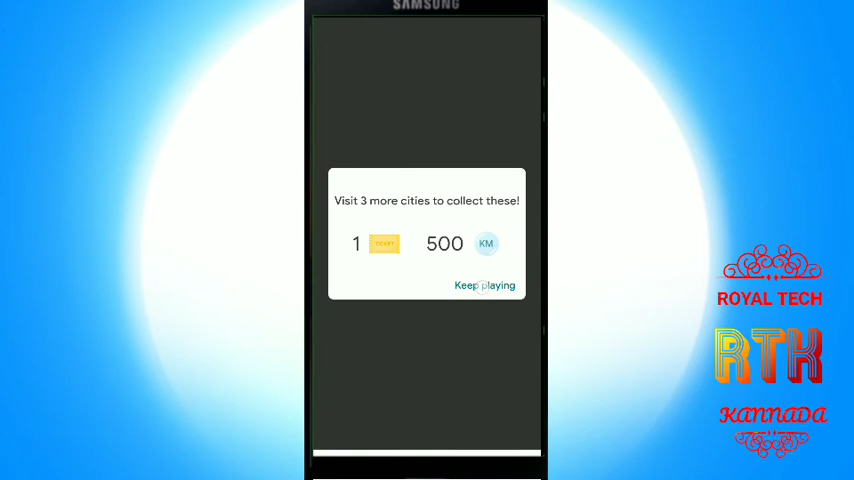 SAMSUNG
Visit 3 more cities to collect these!
1 TICKET 500 KM
Keep playing
ROYAL TECH
RTK
KANNADA